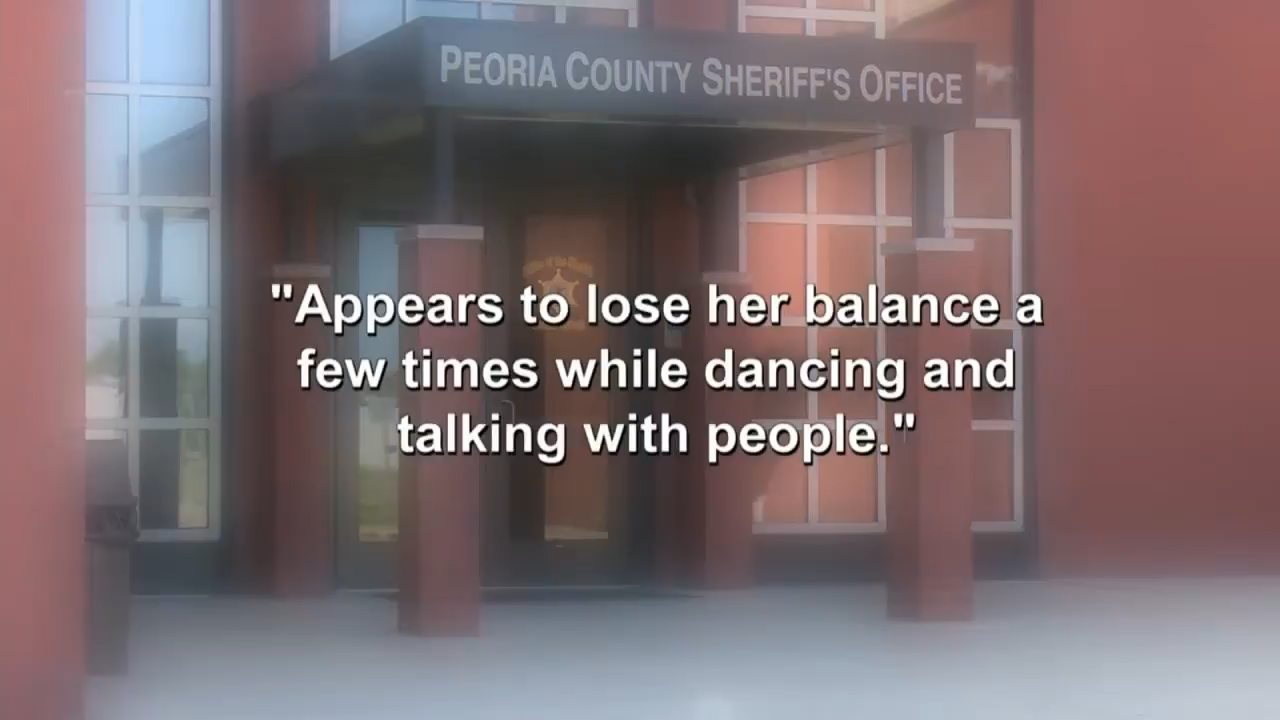 PEORIA COUNTY SHERIFF'S OFFICE
"Appears to lose her balance a
few times while dancing and
talking with people."